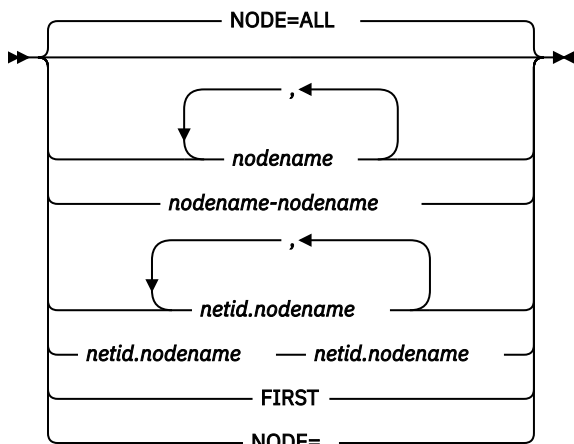 NODE=ALL
,
nodename
nodename-nodename
,
netid.nodename
netid.nodename — netid.nodename
FIRST
NODE=